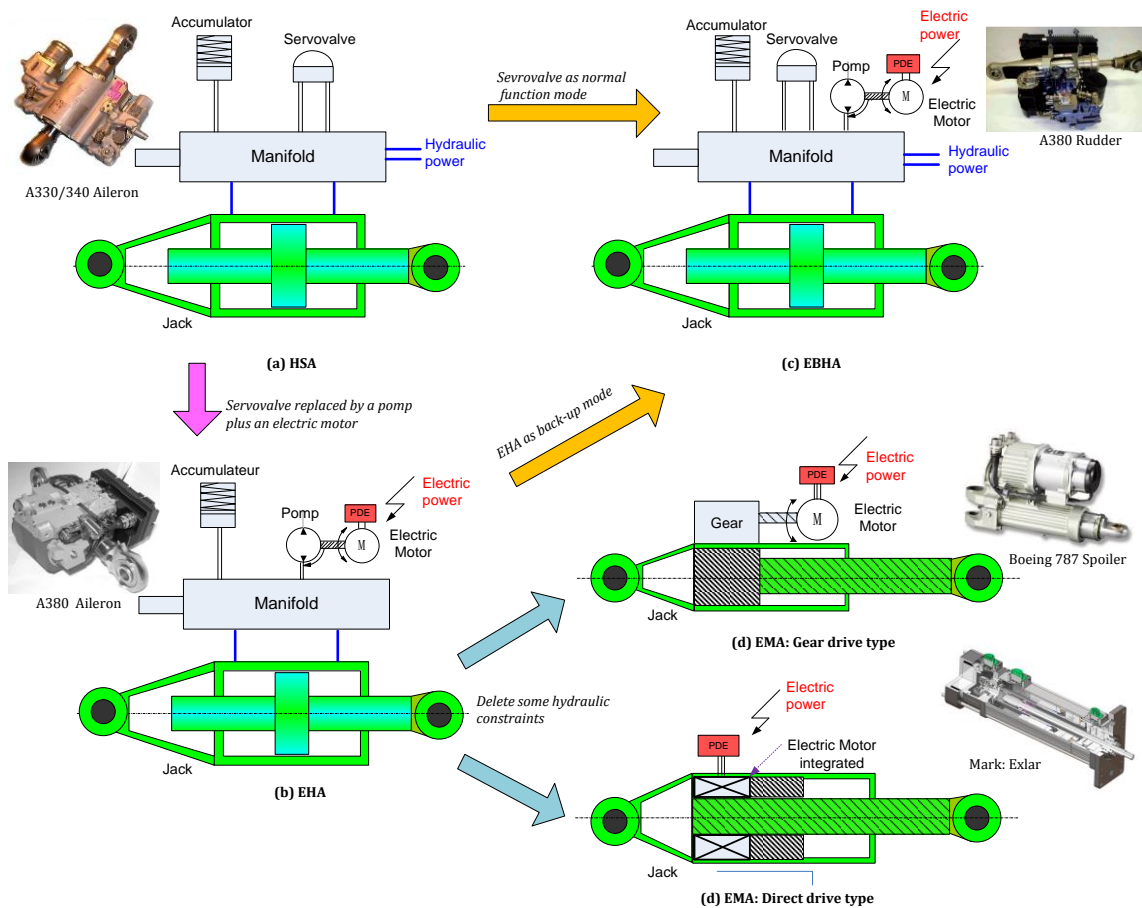 Accumulator
Servovalve
Manifold
Hydraulic
power
A330/340 Aileron
Jack
(a) HSA
Sevrovalve as normal
function mode
Accumulator
Servovalve
Pump
PDE
M
Electric
power
Electric
Motor
Manifold
Hydraulic
power
A380 Rudder
Jack
(c) EBHA
Servovalve replaced by a pump
plus an electric motor
EHA as back-up mode
Accumulateur
Pump
PDE
M
Electric
power
Electric
Motor
A380 Aileron
Manifold
Jack
(b) EHA
Delete some hydraulic
constraints
Gear
PDE
M
Electric
power
Electric
Motor
Boeing 787 Spoiler
Jack
(d) EMA: Gear drive type
Electric
power
PDE
Electric Motor
integrated
Mark: Exlar
Jack
(d) EMA: Direct drive type